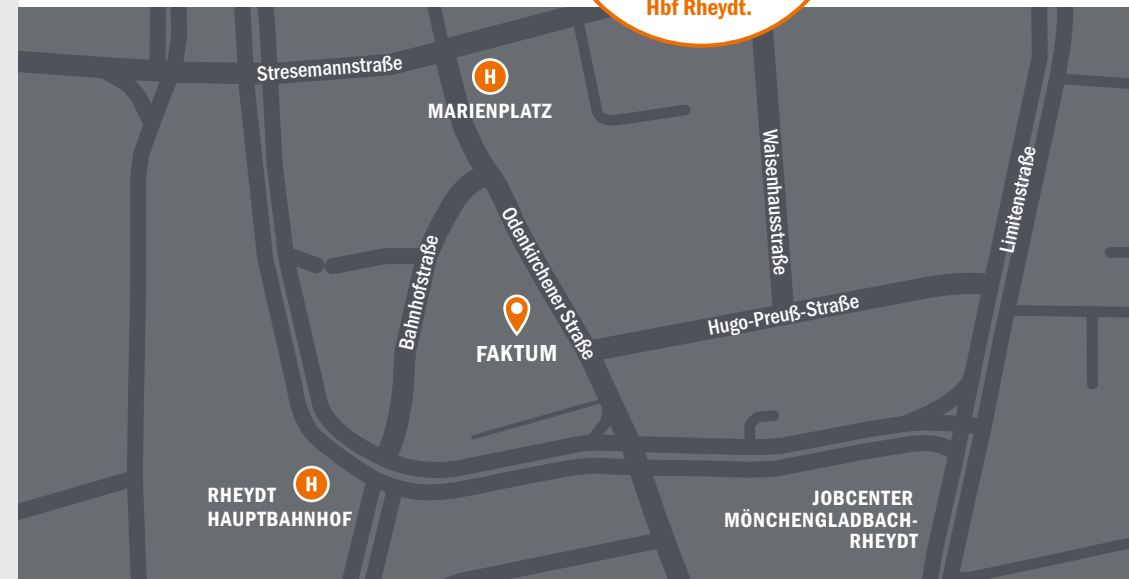 Hbf Rheydt.
Stresemannstraße
MARIENPLATZ
H
Waisenhausstraße
Limitenstraße
Odenkirchener Straße
Bahnhofstraße
Hugo-Preuß-Straße
FAKTUM
H
RHEYDT
HAUPTBAHNHOF
JOBCENTER
MÖNCHENGLADBACH-
RHEYDT